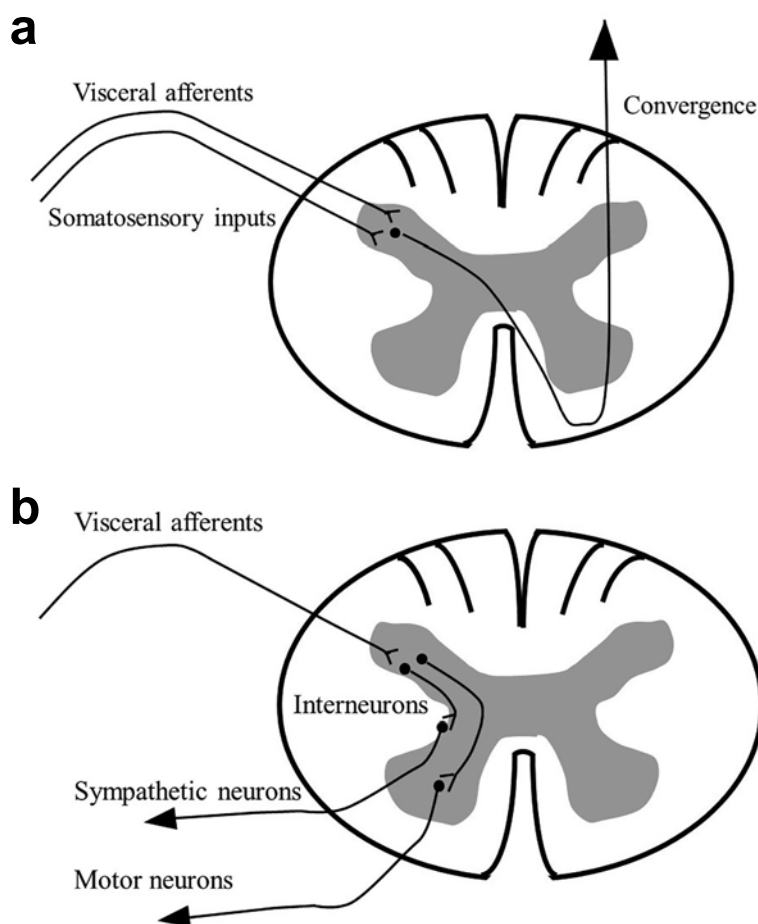 a
Visceral afferents
Convergence
Somatosensory inputs
b
Visceral afferents
Interneurons
Sympathetic neurons
Motor neurons